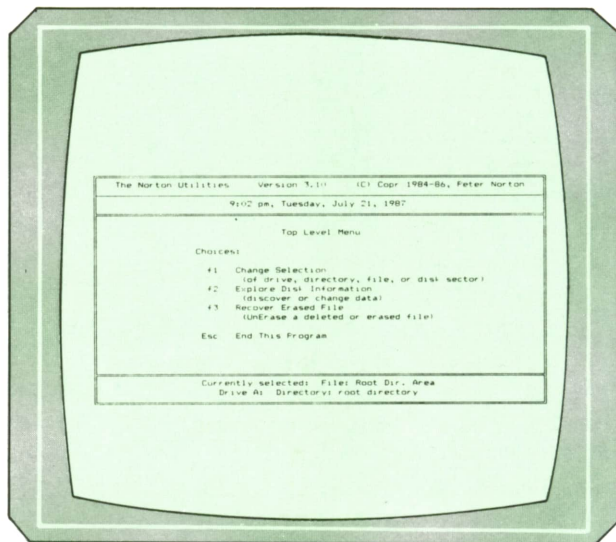 The Norton Utilities Version 3.10 (C) Copr 1984-86, Peter Norton
9:02 pm, Tuesday, July 21, 1987
Top Level Menu
Choices:
f1 Change Selection
(of drive, directory, file, or disk sector)
f2 Explore Disk Information
(discover or change data)
f3 Recover Erased File
(UnErase a deleted or erased file)
Esc End This Program
Currently selected: File: Root Dir. Area
Drive A: Directory: root directory